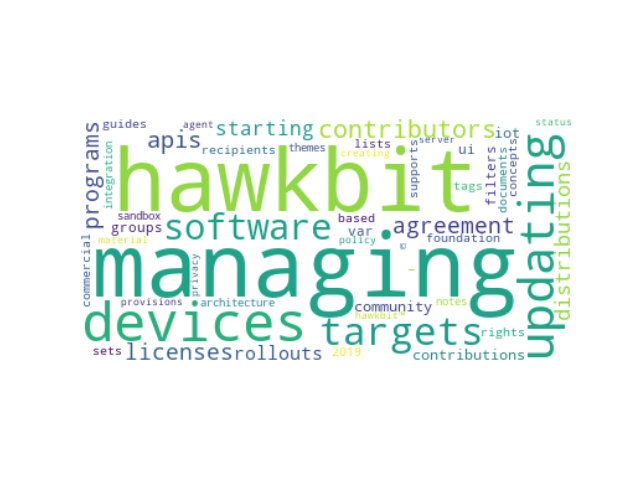 guides agent starting contributors iot status
programs apis recipients themes lists server ui
creating supports filters documents concepts
integration hawkbit tags updating distributions
sandbox groups software based var agreement
material policy © foundation
commercial managing privacy -
provisions architecture community notes
devices hawkbit™ targets rights
sets licenses rollouts 2019 contributions